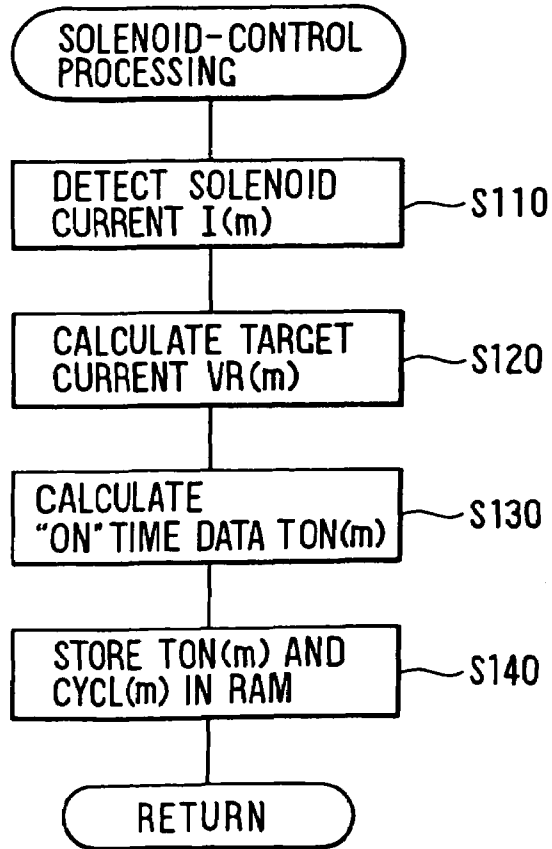 SOLENOID-CONTROL
PROCESSING
DETECT SOLENOID
CURRENT I(m)
S110
CALCULATE TARGET
CURRENT VR(m)
S120
CALCULATE
"ON" TIME DATA TON(m)
S130
STORE TON(m) AND
CYCL(m) IN RAM
S140
RETURN